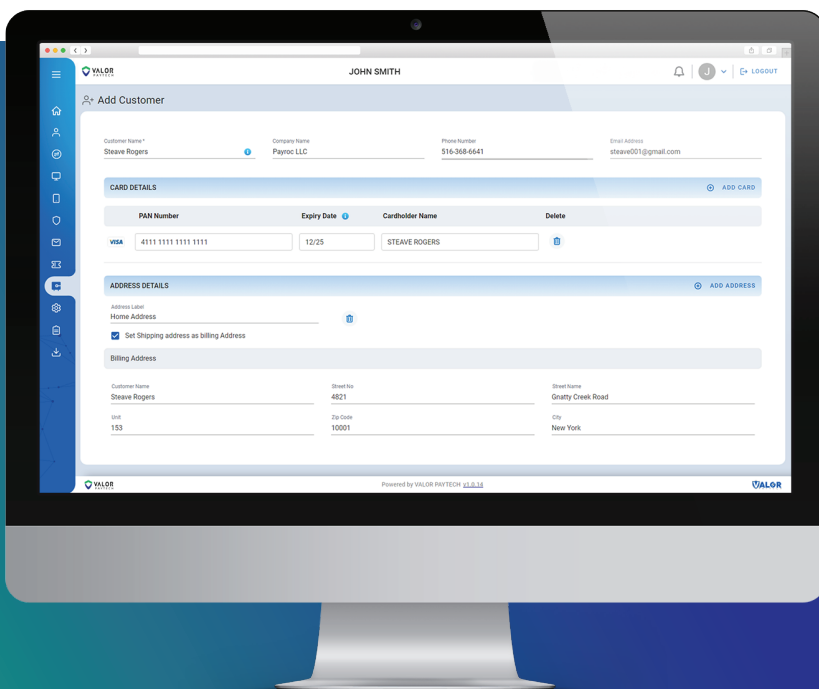 VALOR PAYTECH
JOHN SMITH
J
LOGOUT
Add Customer
Customer Name *
Company Name
Phone Number
Email Address
Steave Rogers
Payroc LLC
516-368-6641
steave001@gmail.com
CARD DETAILS
ADD CARD
PAN Number
Expiry Date
Cardholder Name
Delete
VISA
4111 1111 1111 1111
12/25
STEAVE ROGERS
ADDRESS DETAILS
ADD ADDRESS
Address Label
Home Address
Set Shipping address as billing Address
Billing Address
Customer Name
Street No
Street Name
Steave Rogers
4821
Gnatty Creek Road
Unit
Zip Code
City
153
10001
New York
VALOR PAYTECH
Powered by VALOR PAYTECH v1.0.14
VALOR